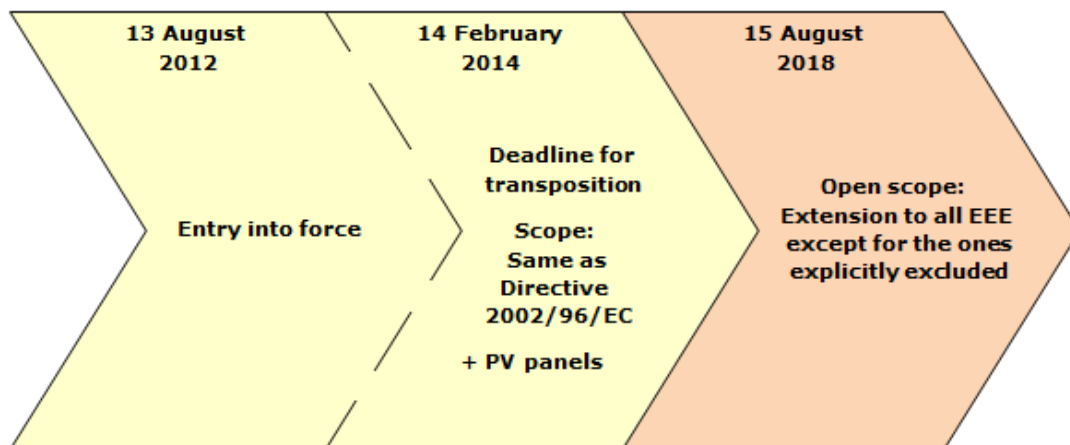 13 August
2012
Entry into force
14 February
2014
Deadline for
transposition
Scope:
Same as
Directive
2002/96/EC
+ PV panels
15 August
2018
Open scope:
Extension to all EEE
except for the ones
explicitly excluded